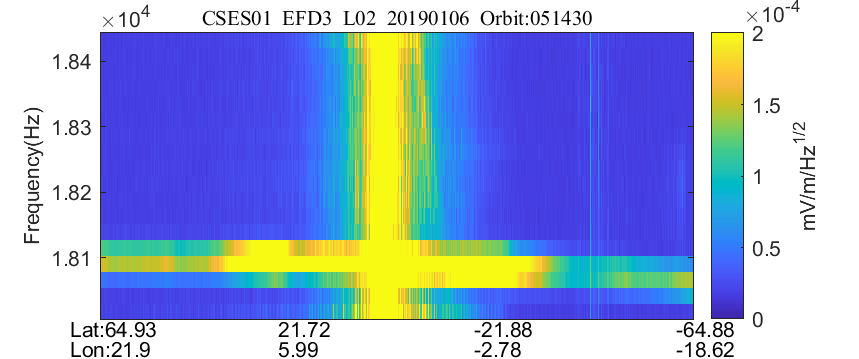 ×10⁴ CSES01 EFD3 L02 20190106 Orbit:051430 ×10⁻⁴
1.84
1.83
1.82
1.81
Frequency(Hz)
2
1.5
1
0.5
0
mV/m/Hz^1/2
Lat:64.93 21.72 -21.88 -64.88
Lon:21.9 5.99 -2.78 -18.62